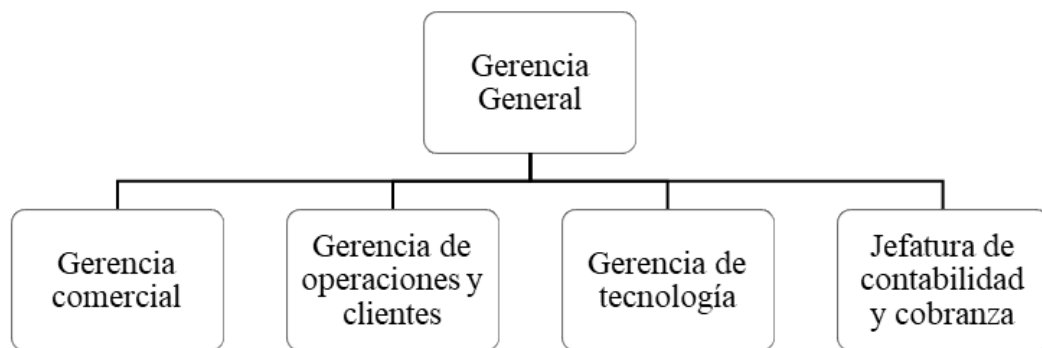 Gerencia
General
Gerencia
comercial
Gerencia de
operaciones y
clientes
Gerencia de
tecnología
Jefatura de
contabilidad
y cobranza